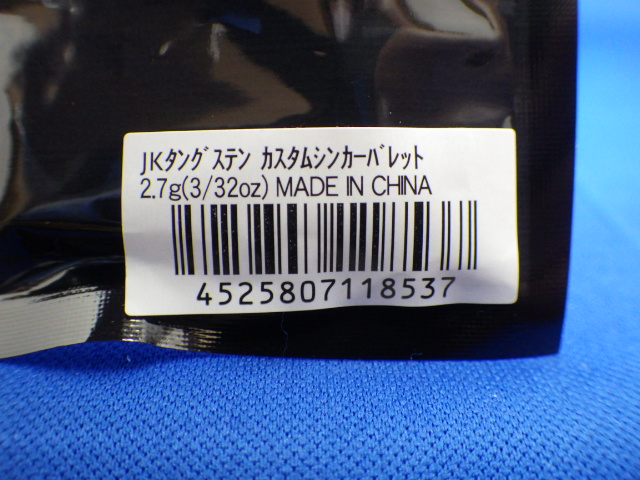 JKﾀﾝｸﾞｽﾃﾝ ｶｽﾀﾑｼﾝｶｰﾊﾞﾚｯﾄ
2.7g(3/32oz) MADE IN CHINA
4525807118537